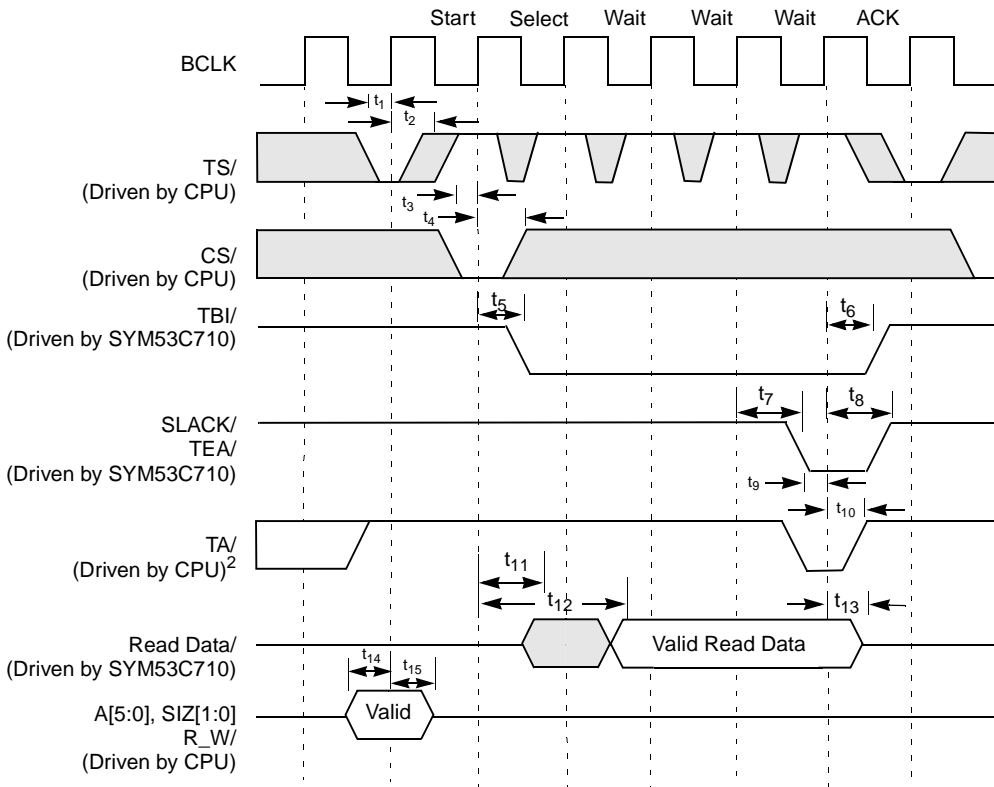 Start Select Wait Wait Wait ACK
BCLK
t1
t2
TS/
(Driven by CPU)
t3
t4
CS/
(Driven by CPU)
TBI/
(Driven by SYM53C710)
t5
t6
t7
t8
SLACK/
TEA/
(Driven by SYM53C710)
t9
t10
TA/
(Driven by CPU)2
t11
t12
t13
Read Data/
(Driven by SYM53C710)
Valid Read Data
t14
t15
A[5:0], SIZ[1:0]
R_W/
(Driven by CPU)
Valid